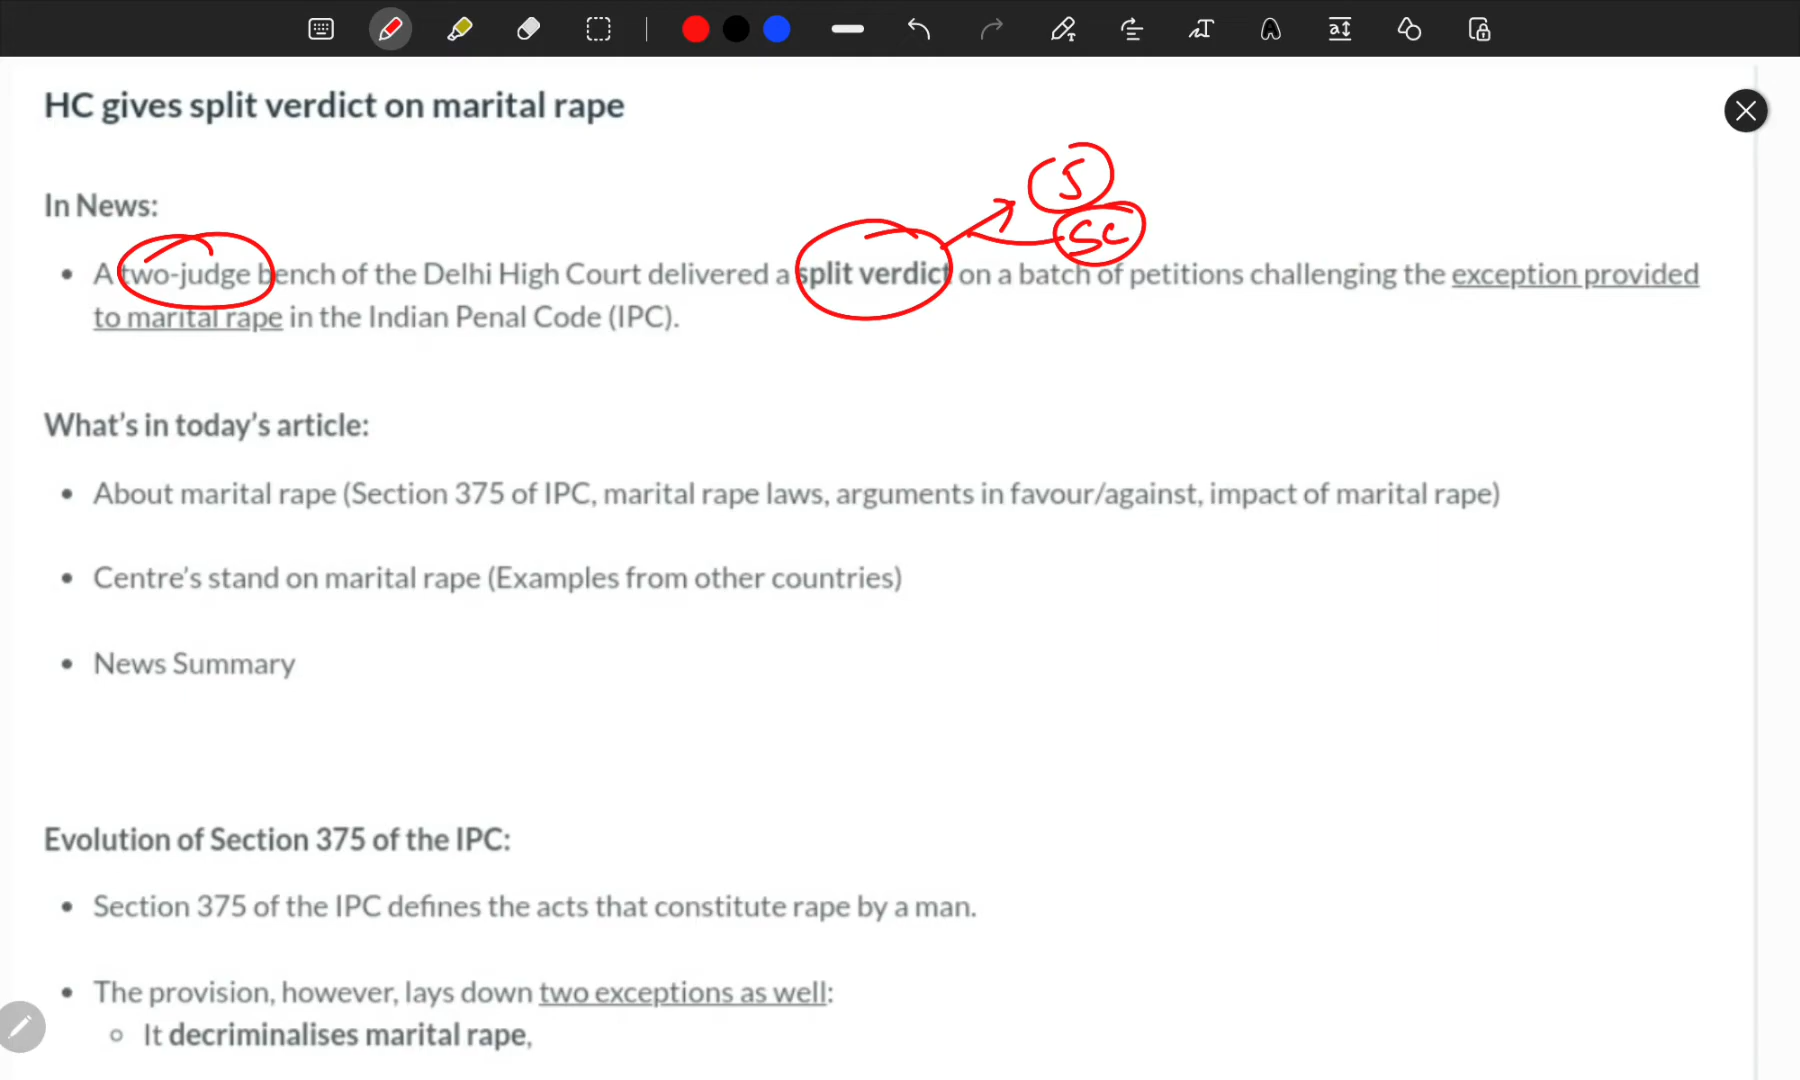 HC gives split verdict on marital rape
In News:
5
SC
• A two-judge bench of the Delhi High Court delivered a split verdict on a batch of petitions challenging the exception provided
to marital rape in the Indian Penal Code (IPC).
What's in today's article:
• About marital rape (Section 375 of IPC, marital rape laws, arguments in favour/against, impact of marital rape)
• Centre's stand on marital rape (Examples from other countries)
• News Summary
Evolution of Section 375 of the IPC:
• Section 375 of the IPC defines the acts that constitute rape by a man.
• The provision, however, lays down two exceptions as well:
○ It decriminalises marital rape,